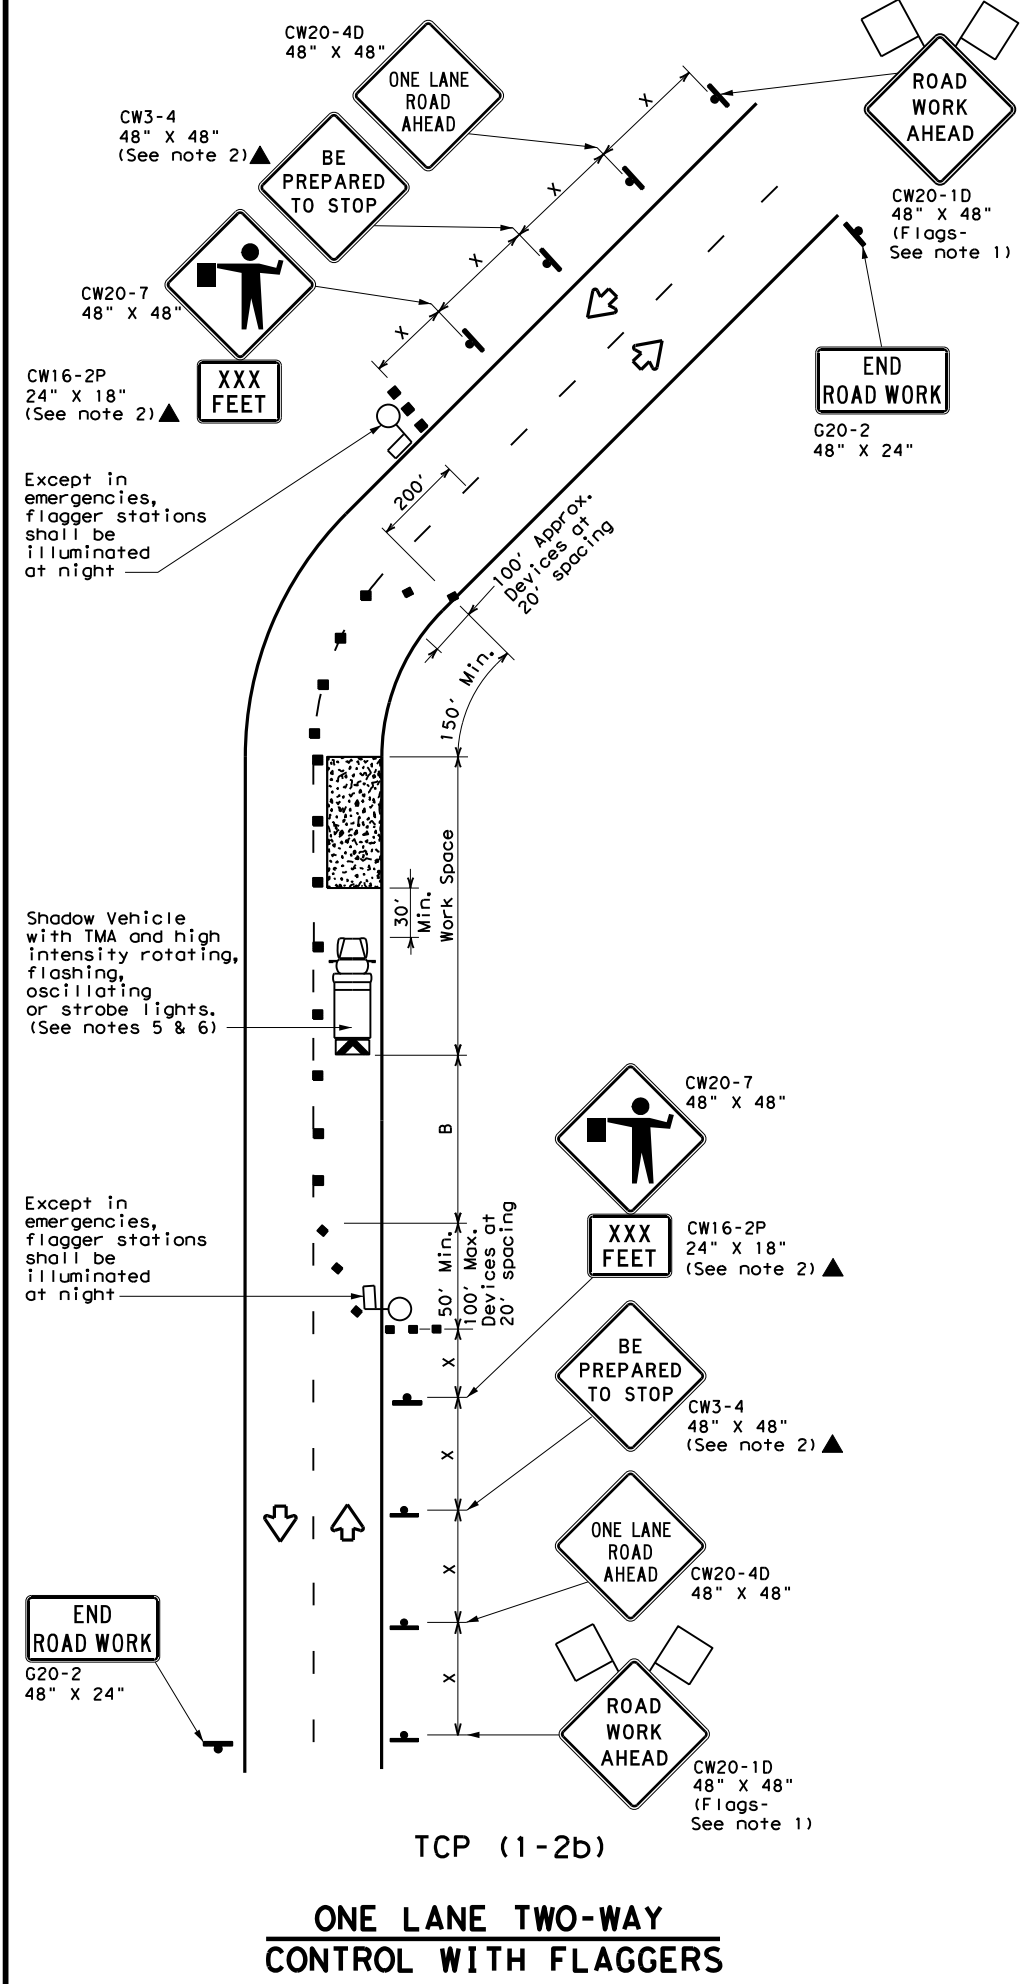 CW20-4D
48" X 48"
ONE LANE
ROAD
AHEAD
ROAD
WORK
AHEAD
CW20-1D
48" X 48"
(Flags-
See note 1)
CW3-4
48" X 48"
(See note 2)
BE
PREPARED
TO STOP
X
X
X
X
CW20-7
48" X 48"
CW16-2P
24" X 18"
(See note 2)
XXX
FEET
END
ROAD WORK
G20-2
48" X 24"
Except in
emergencies,
flagger stations
shall be
illuminated
at night
200'
100' Approx.
Devices at
20' spacing
150' Min.
Work Space
30'
Min.
Shadow Vehicle
with TMA and high
intensity rotating,
flashing,
oscillating
or strobe lights.
(See notes 5 & 6)
B
CW20-7
48" X 48"
XXX
FEET
CW16-2P
24" X 18"
(See note 2)
Except in
emergencies,
flagger stations
shall be
illuminated
at night
50' Min.
100' Max.
Devices at
20' spacing
X
X
X
X
BE
PREPARED
TO STOP
CW3-4
48" X 48"
(See note 2)
ONE LANE
ROAD
AHEAD
CW20-4D
48" X 48"
END
ROAD WORK
G20-2
48" X 24"
ROAD
WORK
AHEAD
CW20-1D
48" X 48"
(Flags-
See note 1)
TCP (1-2b)
ONE LANE TWO-WAY
CONTROL WITH FLAGGERS